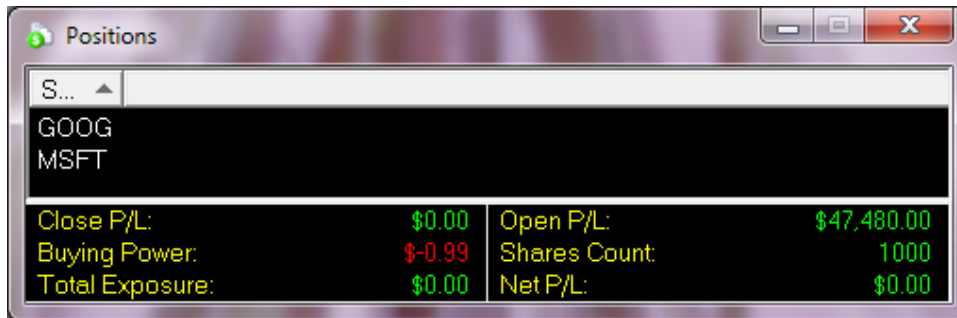 Positions
S...
GOOG
MSFT
Close P/L: $0.00 Open P/L: $47,480.00
Buying Power: $-0.99 Shares Count: 1000
Total Exposure: $0.00 Net P/L: $0.00